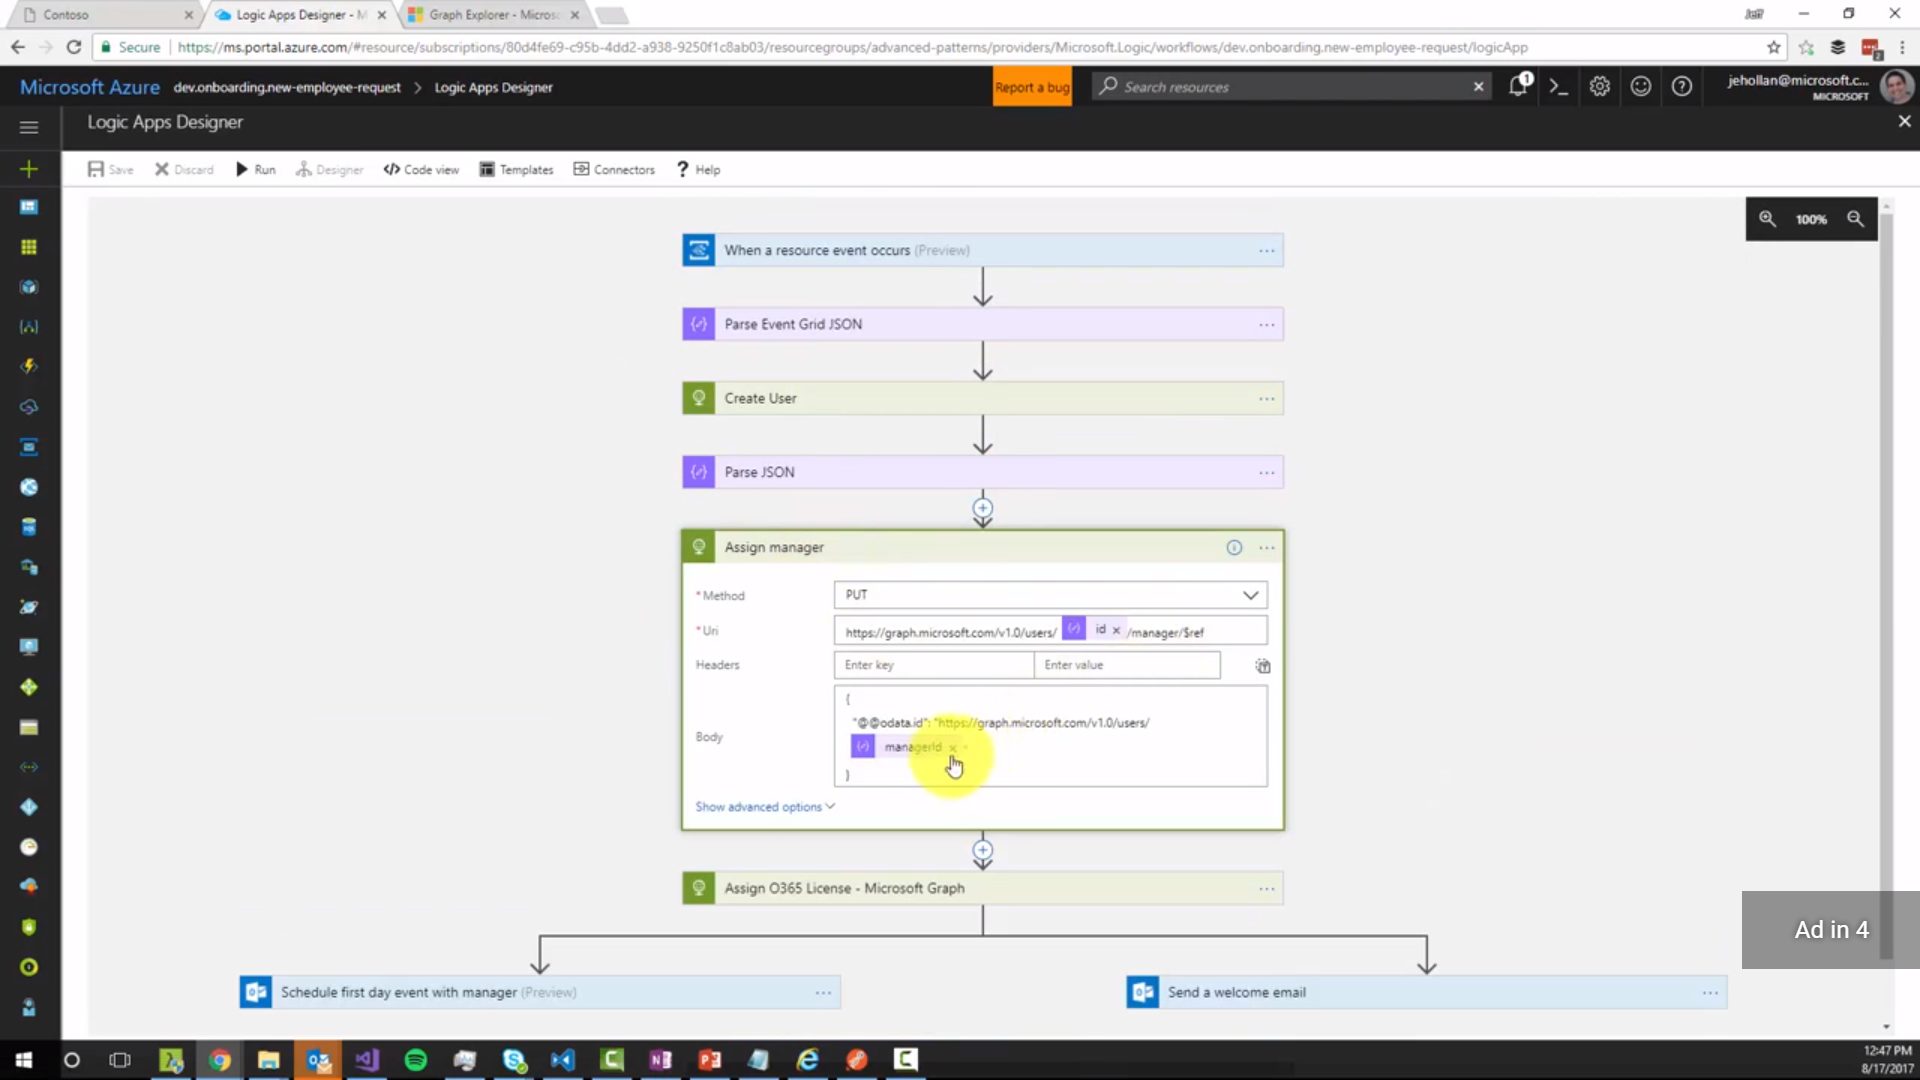 Contoso
Logic Apps Designer - M
Graph Explorer - Microso
Jeff
Secure
https://ms.portal.azure.com/#resource/subscriptions/80d4fe69-c95b-4dd2-a938-9250f1c8ab03/resourcegroups/advanced-patterns/providers/Microsoft.Logic/workflows/dev.onboarding.new-employee-request/logicApp
2
Microsoft Azure dev.onboarding.new-employee-request > Logic Apps Designer
Report a bug
Search resources
1
jehollan@microsoft.c...
MICROSOFT
Logic Apps Designer
Save Discard Run Designer Code view Templates Connectors Help
100%
When a resource event occurs (Preview)
Parse Event Grid JSON
Create User
Parse JSON
Assign manager
* Method
PUT
* Uri
https://graph.microsoft.com/v1.0/users/ id × /manager/$ref
Headers
Enter key
Enter value
Body
{
"@@odata.id": "https://graph.microsoft.com/v1.0/users/
managerId × "
}
Show advanced options
Assign O365 License - Microsoft Graph
Ad in 4
Schedule first day event with manager (Preview)
Send a welcome email
12:47 PM
8/17/2017